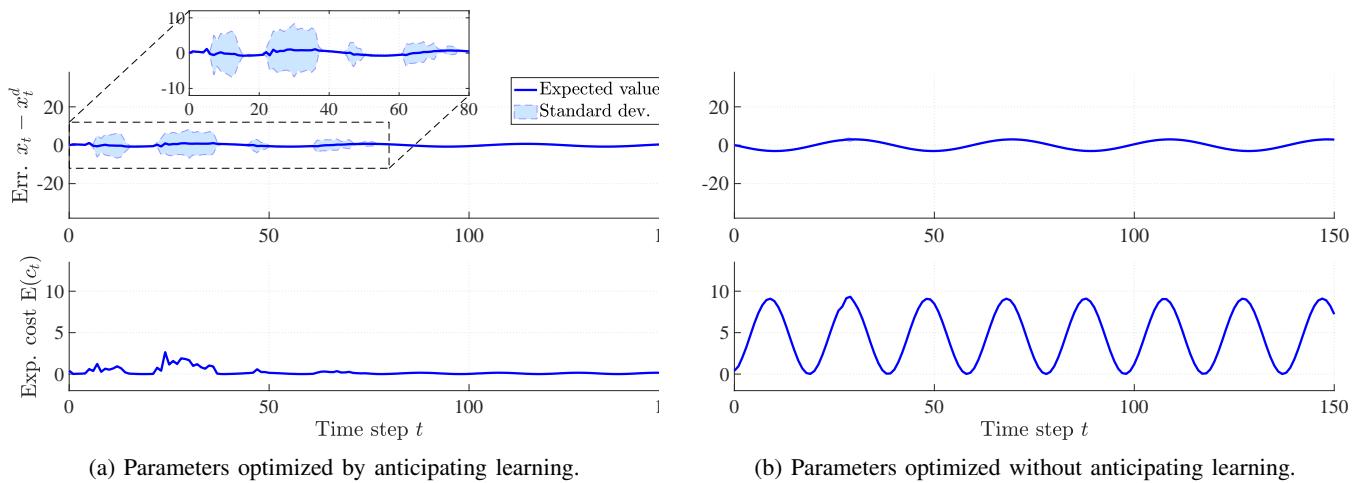 10
0
-10
0 20 40 60 80
Err. x_t − x_t^d
20
0
-20
Expected value
Standard dev.
0 50 100
20
0
-20
0 50 100 150
Exp. cost E(c_t)
10
5
0
0 50 100
Time step t
10
5
0
0 50 100 150
Time step t
(a) Parameters optimized by anticipating learning.
(b) Parameters optimized without anticipating learning.